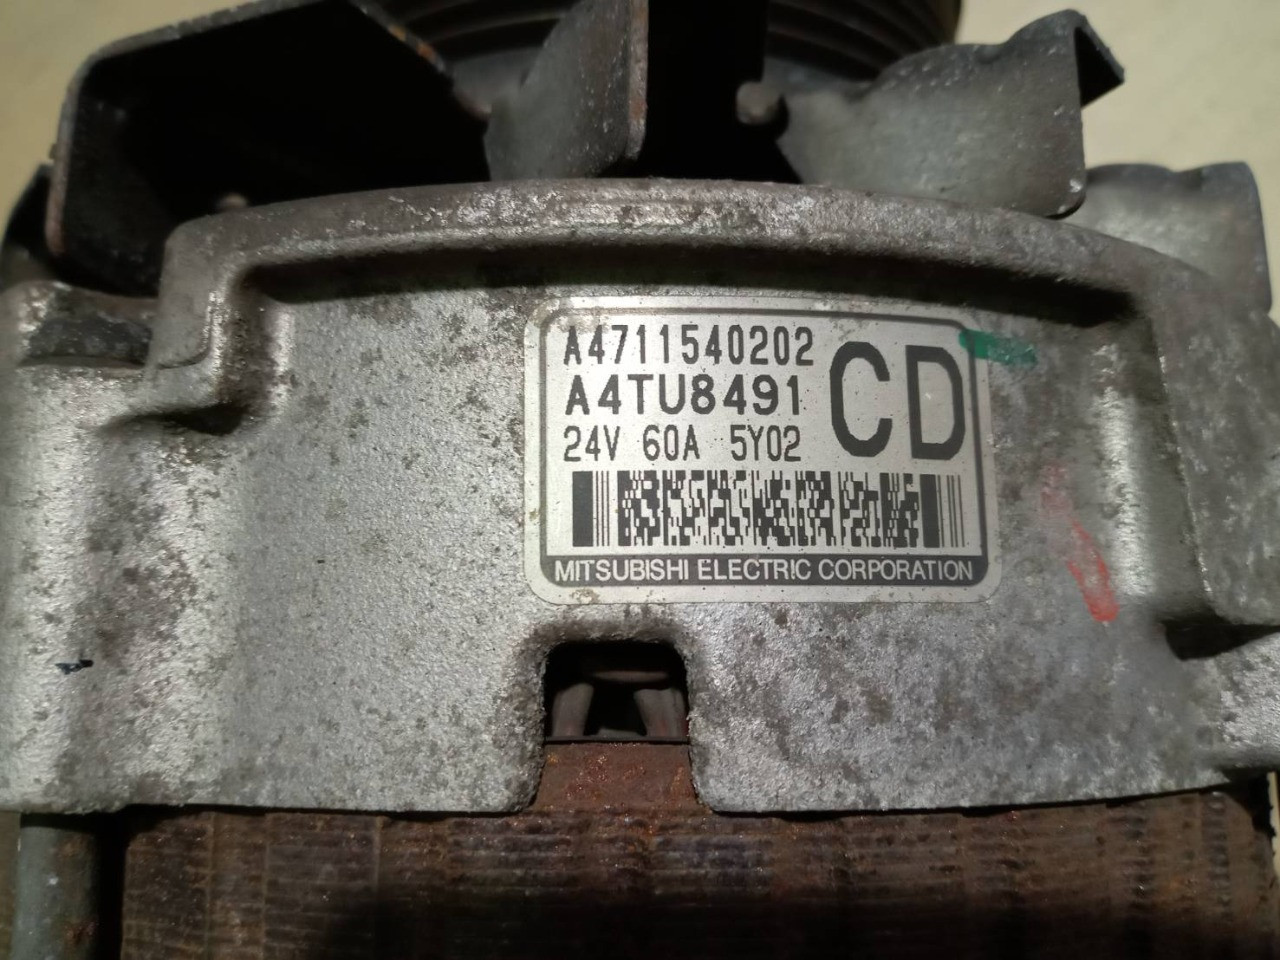 A4711540202
A4TU8491
24V 60A 5Y02
CD
MITSUBISHI ELECTRIC CORPORATION